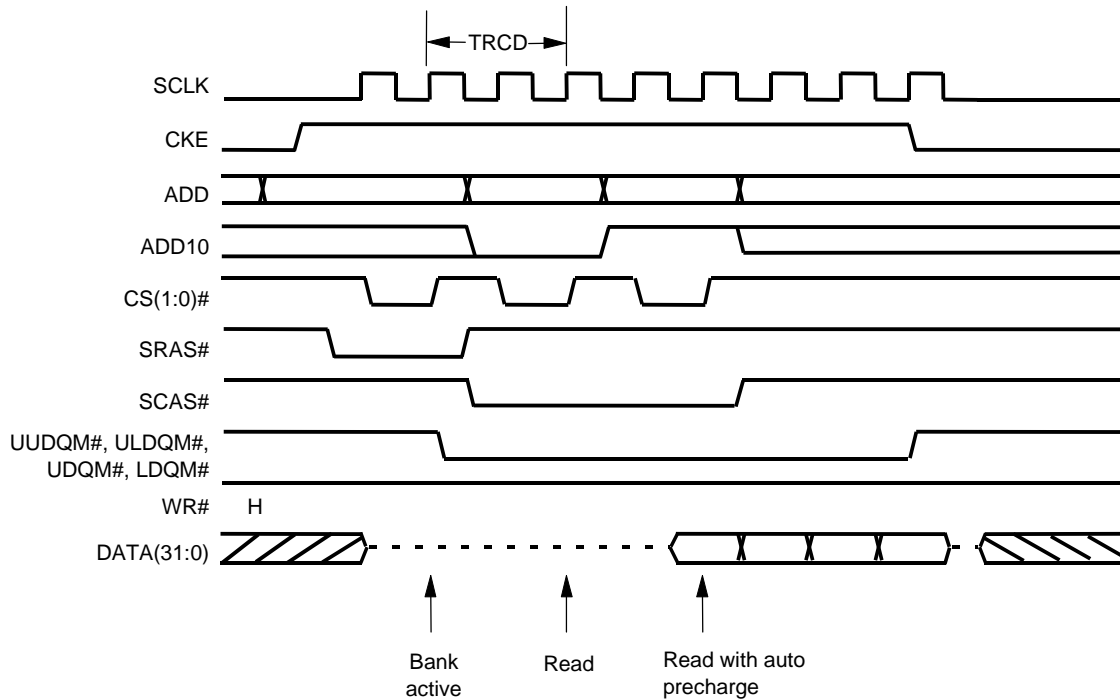 TRCD
SCLK
CKE
ADD
ADD10
CS(1:0)#
SRAS#
SCAS#
UUDQM#, ULDQM#,
UDQM#, LDQM#
WR# H
DATA(31:0)
Bank
active
Read
Read with auto
precharge